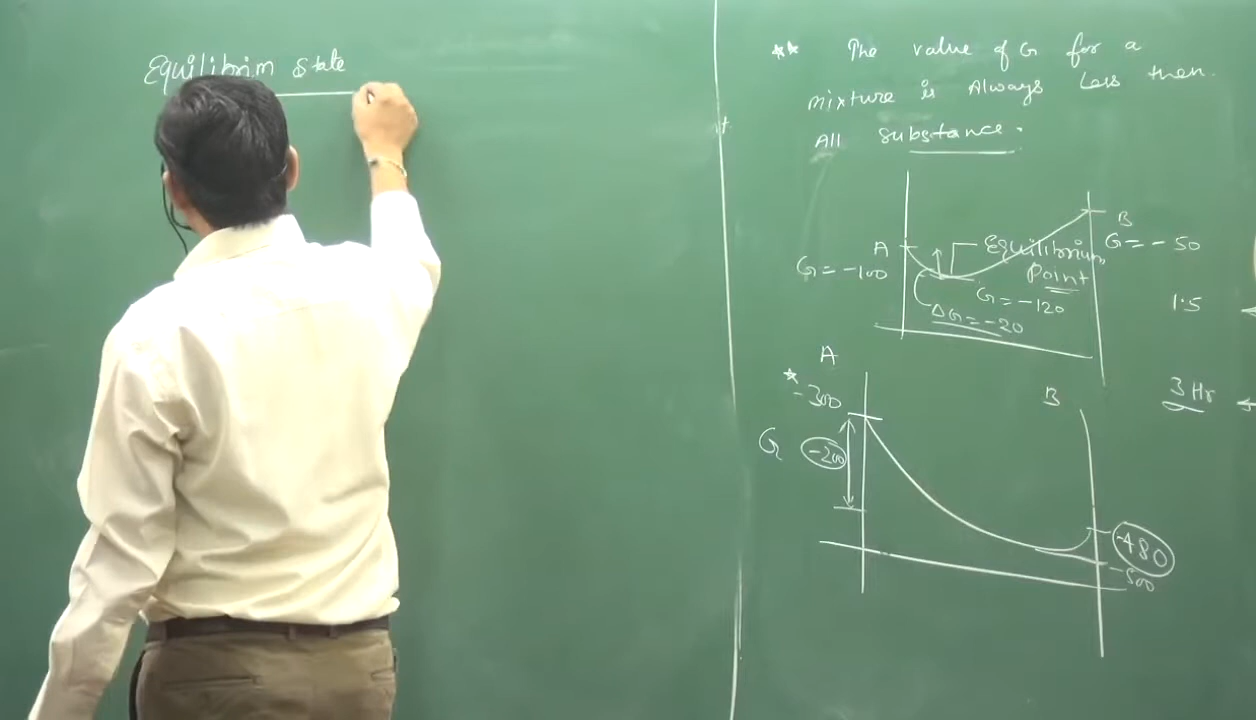 Equilibrim state
** The value of G for a
mixture is Always Less then
All substance.
A
G = -100
B
G = - 50
Equilibrium
Point
G = -120
ΔG = -20
1.5
A
* -300
B
3 Hr
G -200
-480
-500